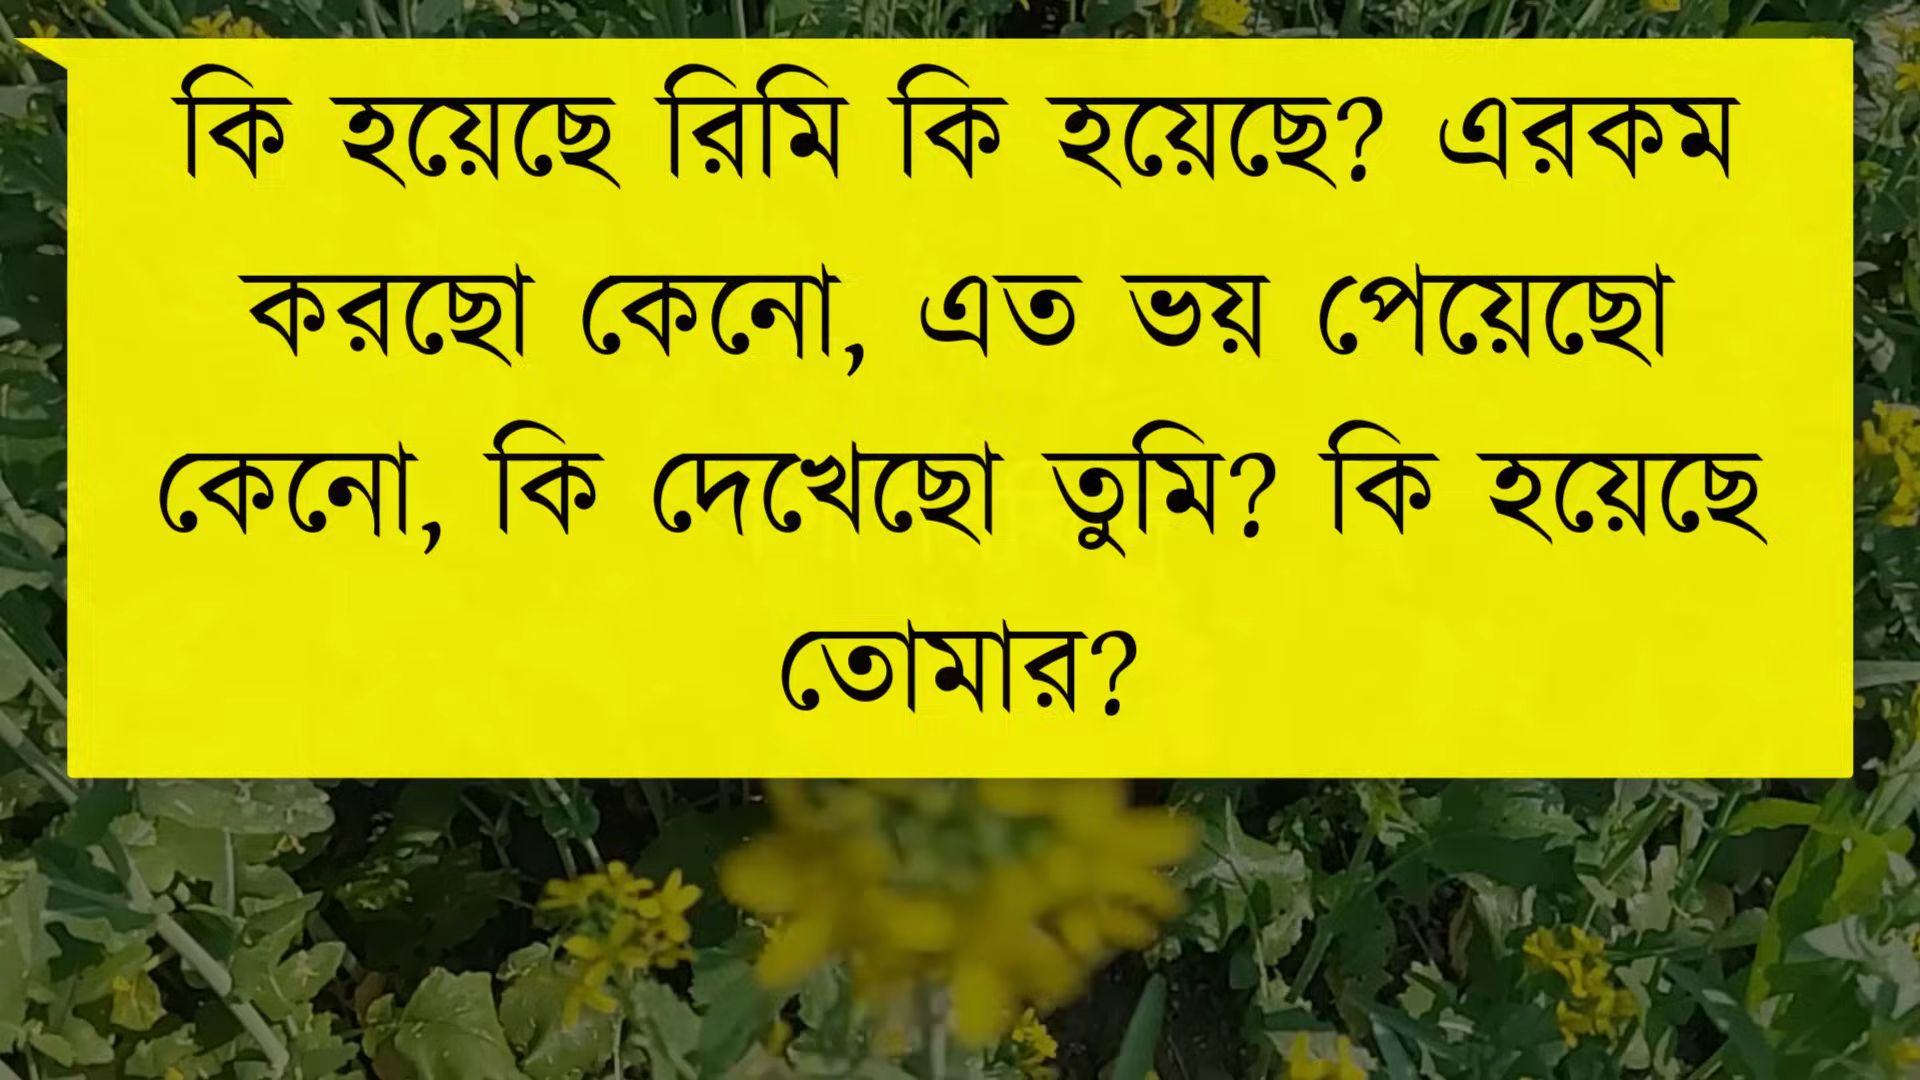 কি হয়েছে রিমি কি হয়েছে? এরকম
করছো কেনো, এত ভয় পেয়েছো
কেনো, কি দেখেছো তুমি? কি হয়েছে
তোমার?